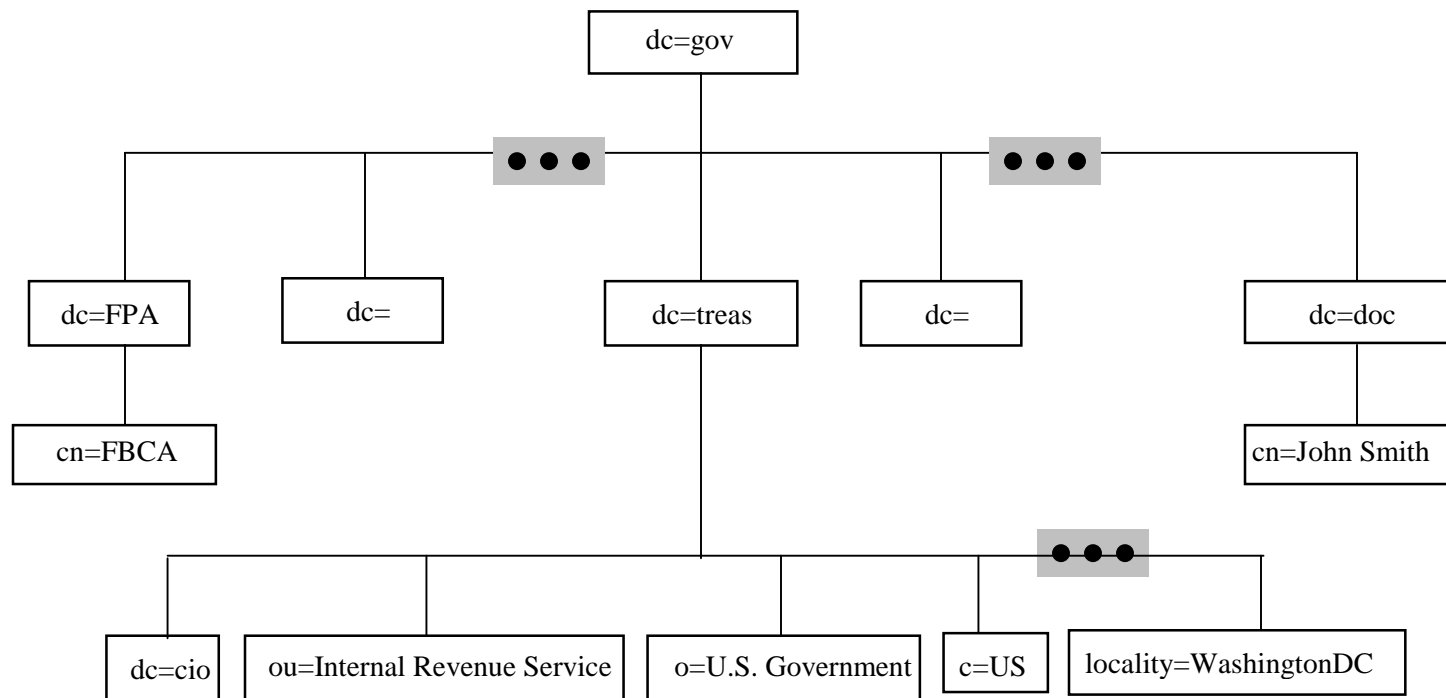 dc=gov
dc=FPA
dc=
dc=treas
dc=
dc=doc
cn=FBCA
cn=John Smith
dc=cio
ou=Internal Revenue Service
o=U.S. Government
c=US
locality=WashingtonDC